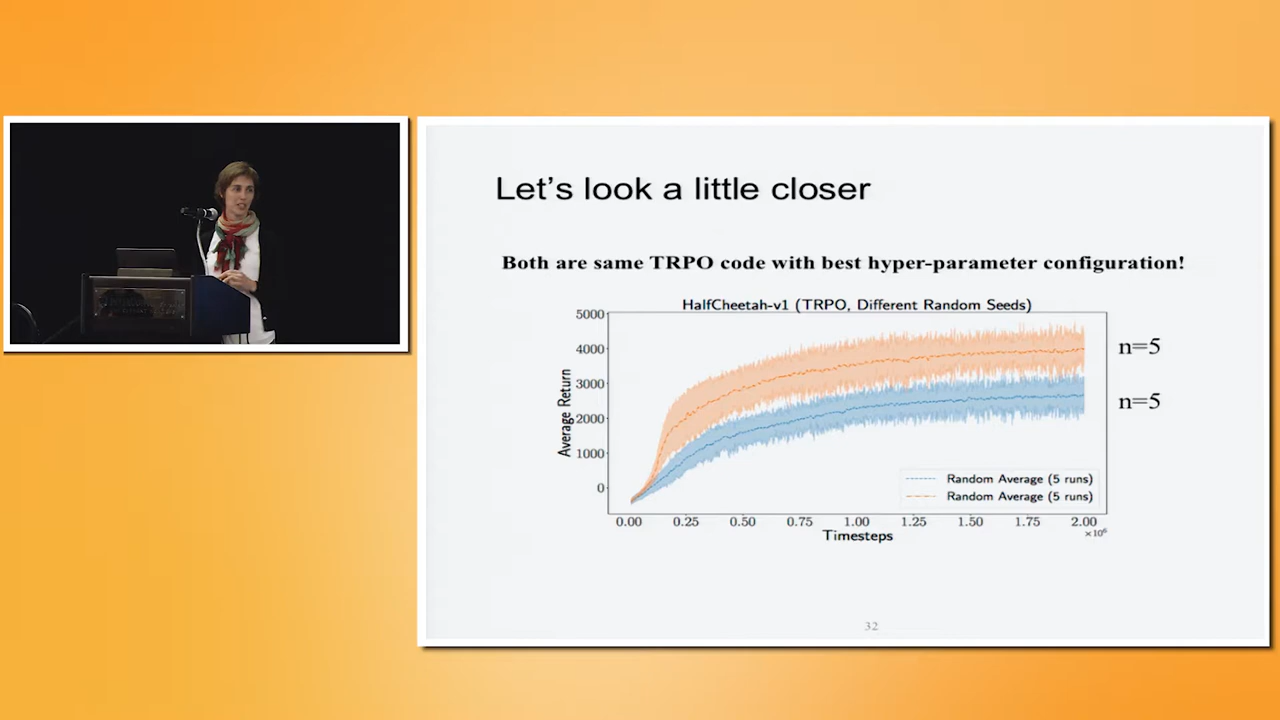 Let's look a little closer
Both are same TRPO code with best hyper-parameter configuration!
HalfCheetah-v1 (TRPO, Different Random Seeds)
5000
4000
3000
2000
1000
0
Average Return
n=5
n=5
Random Average (5 runs)
Random Average (5 runs)
0.00 0.25 0.50 0.75 1.00 1.25 1.50 1.75 2.00
×10⁶
Timesteps
32